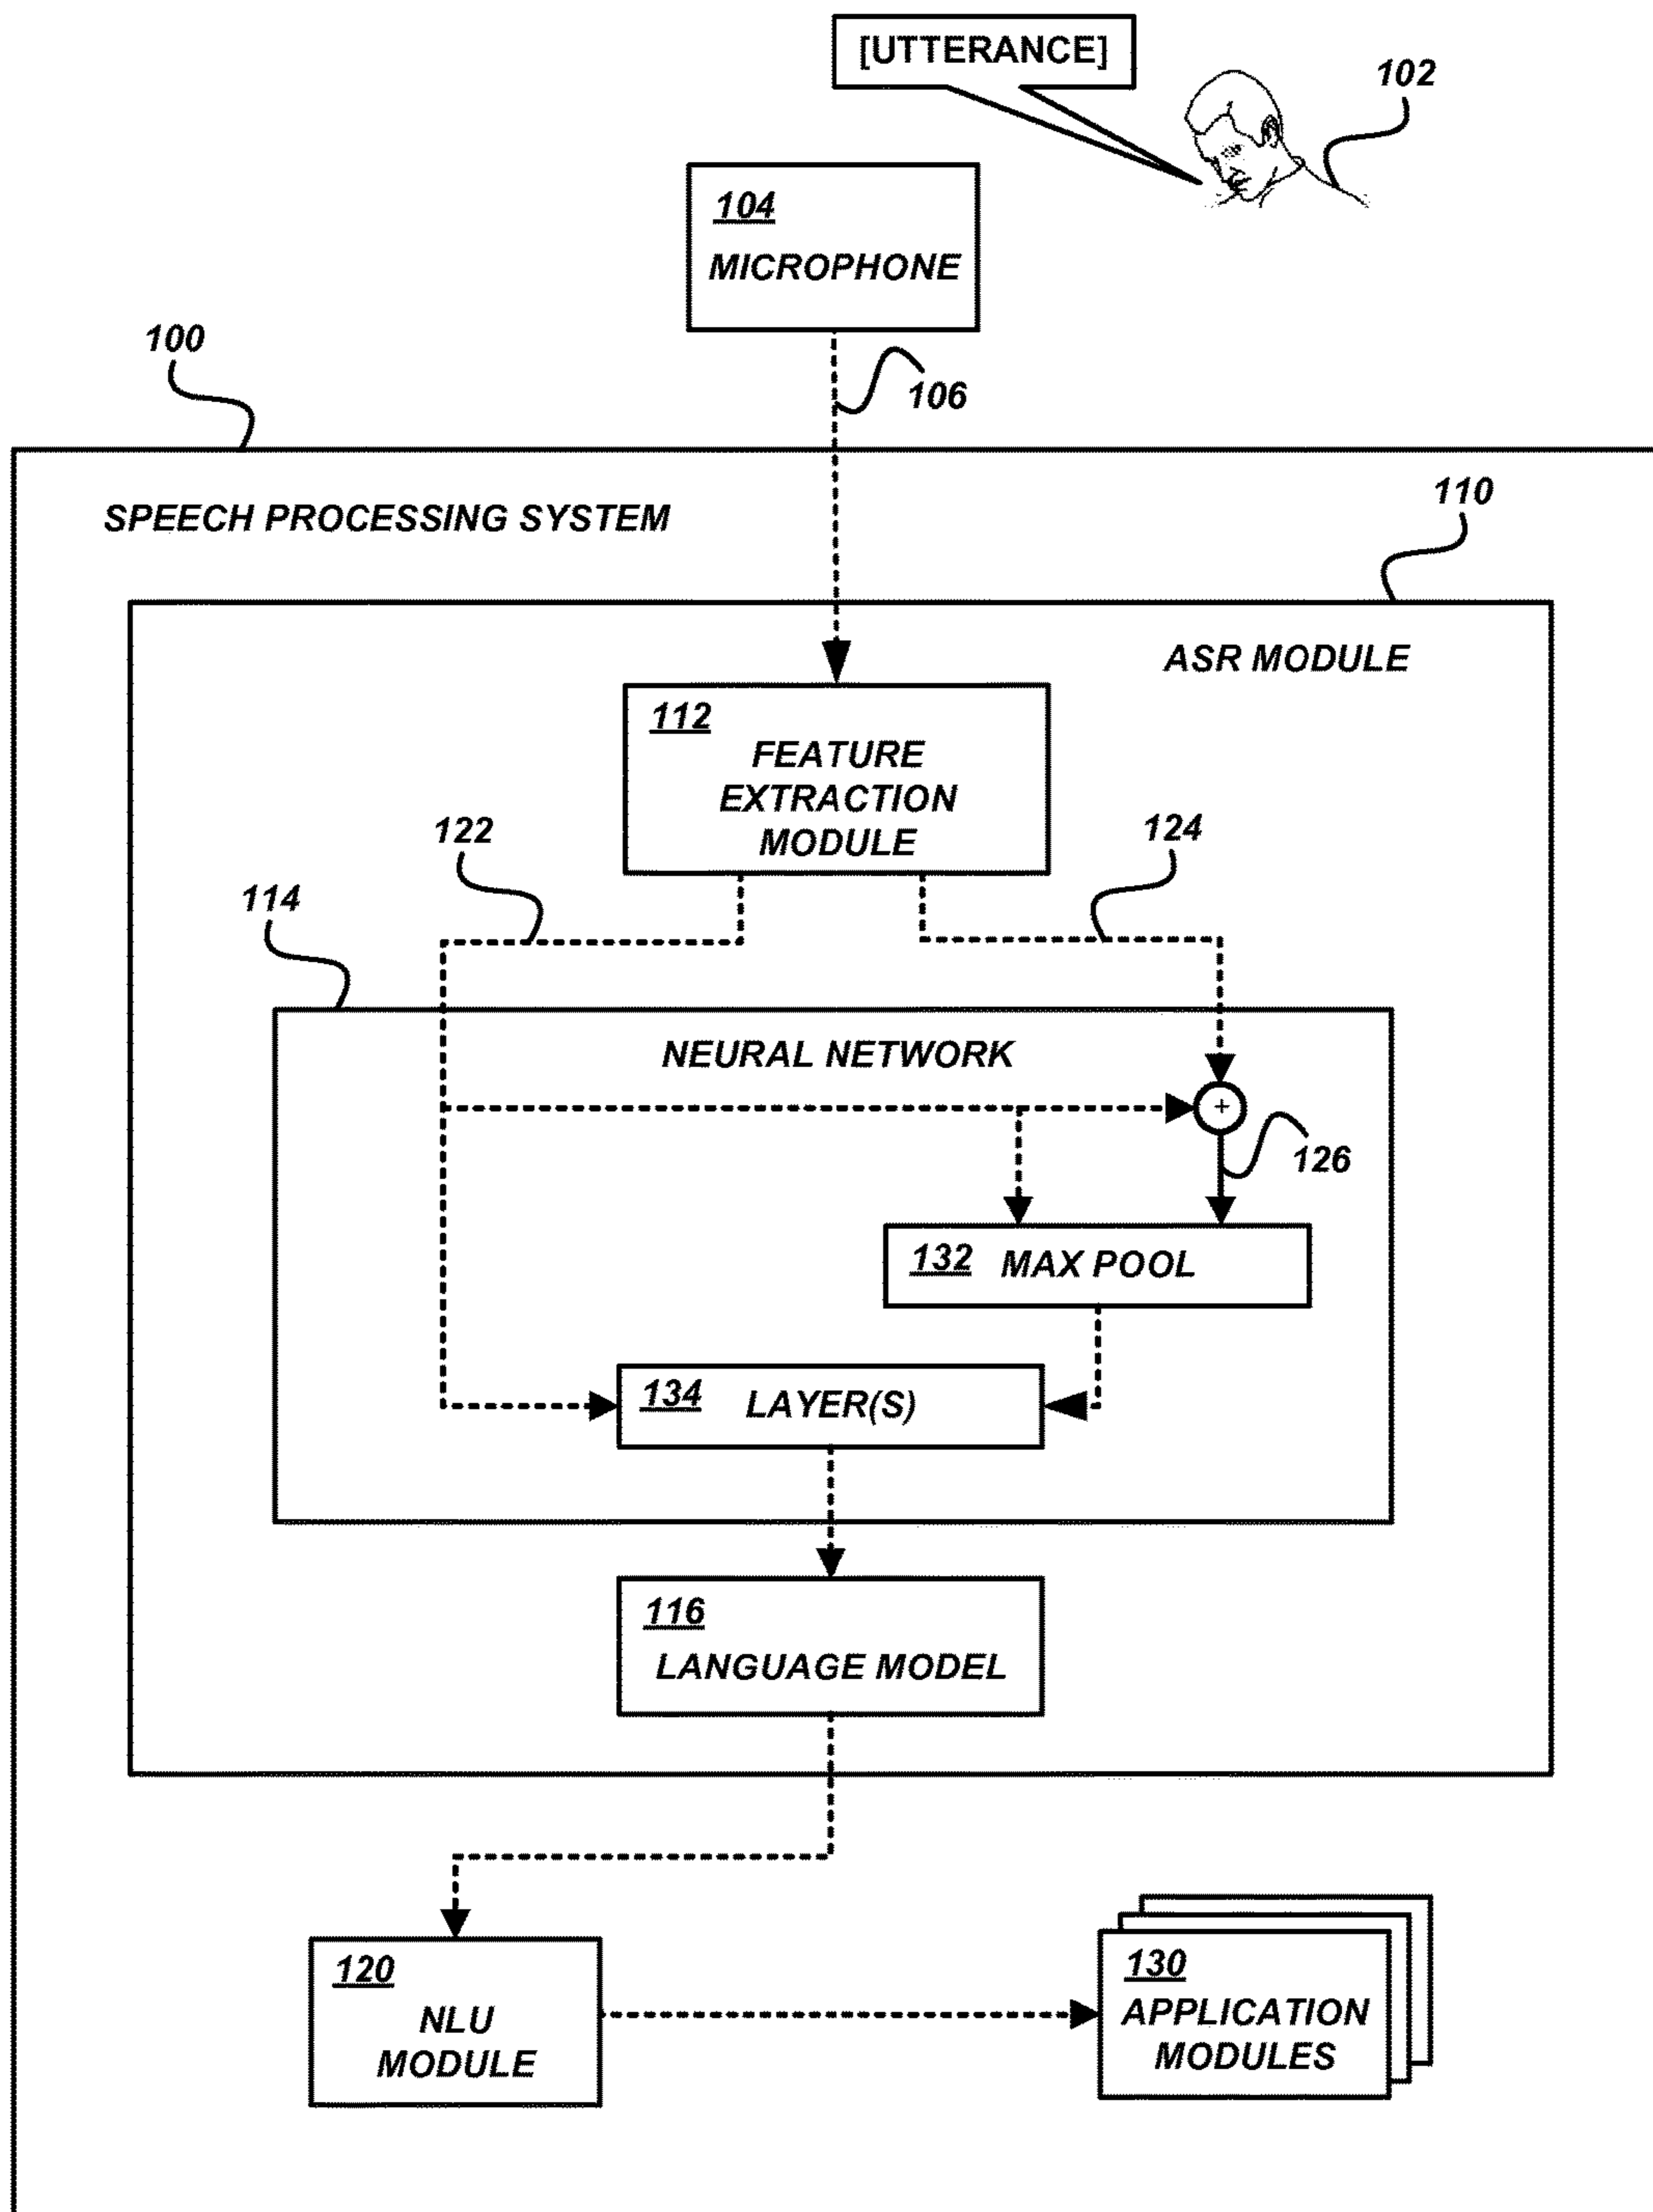 [UTTERANCE]
102
104
MICROPHONE
100
106
110
SPEECH PROCESSING SYSTEM
ASR MODULE
112
FEATURE
EXTRACTION
MODULE
122
124
114
NEURAL NETWORK
+
126
132 MAX POOL
134 LAYER(S)
116
LANGUAGE MODEL
120
NLU
MODULE
130
APPLICATION
MODULES